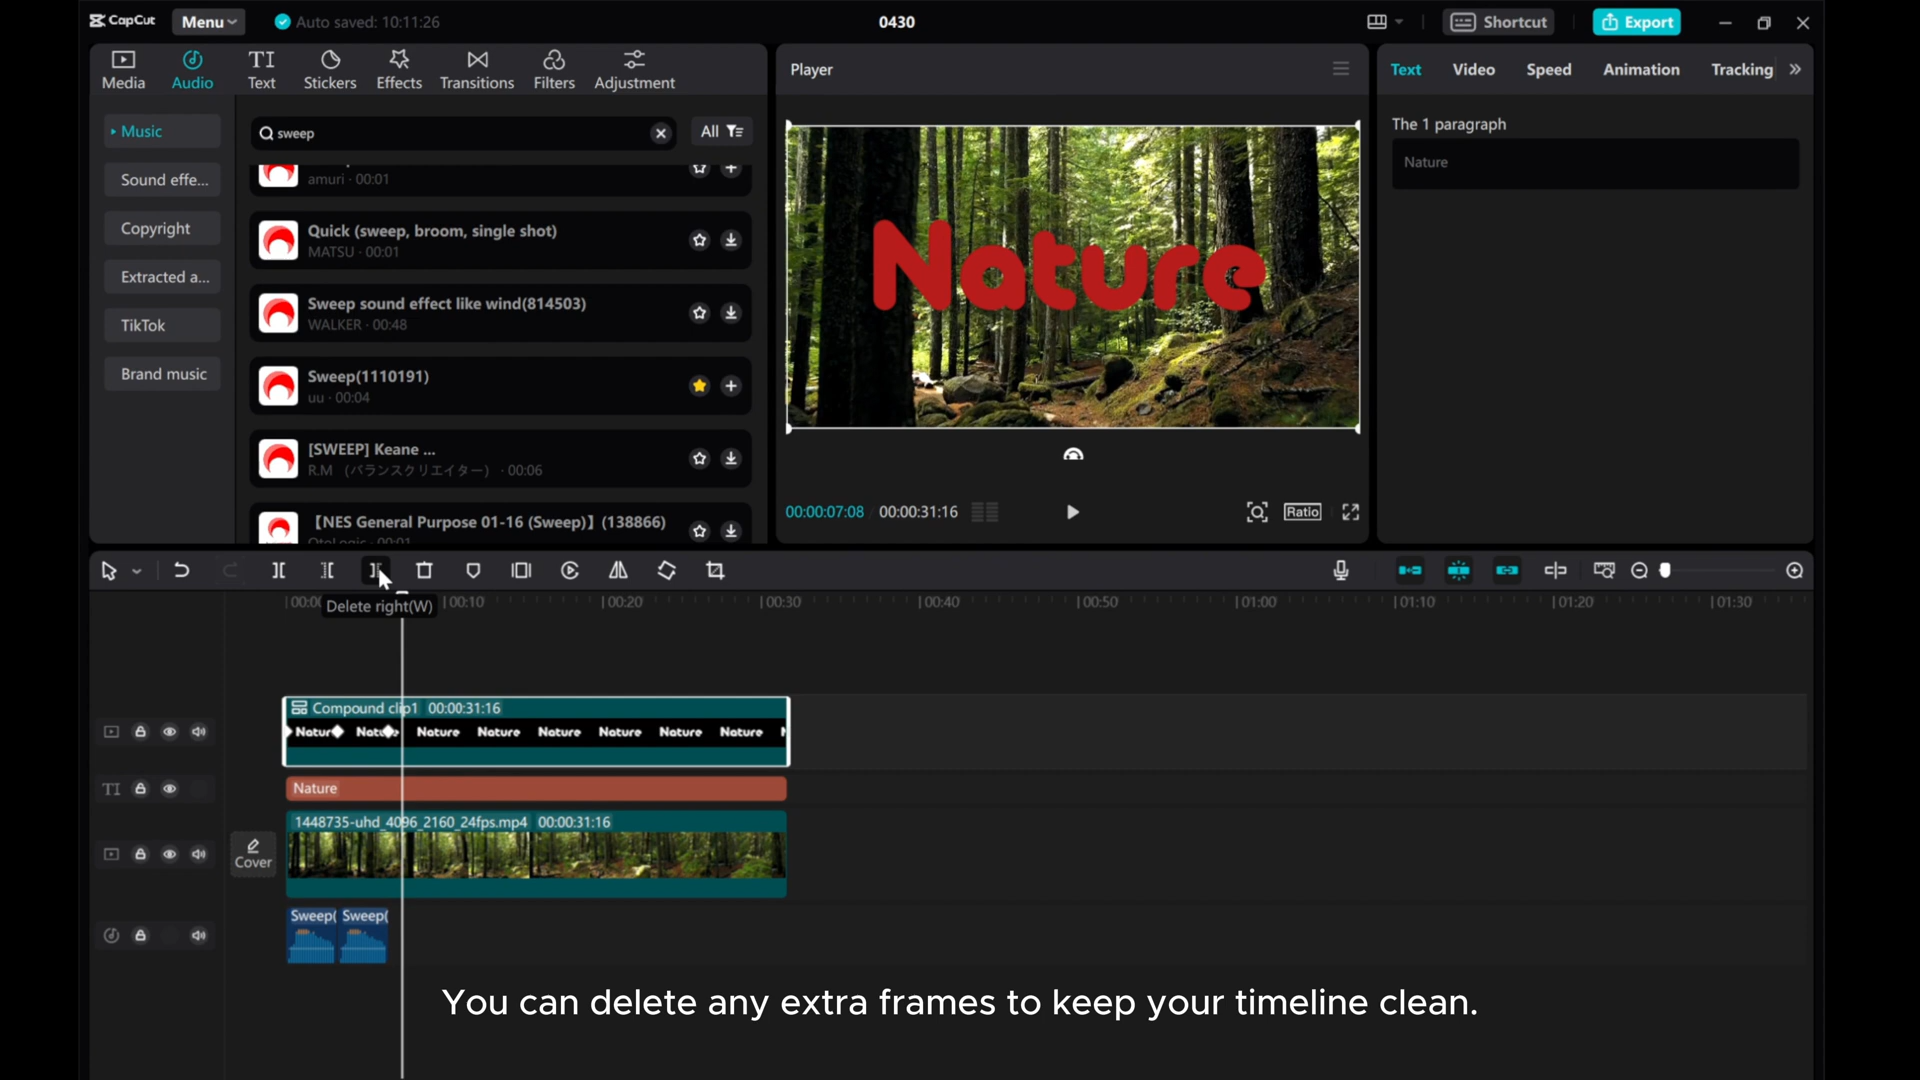 CapCut
Menu
Auto saved: 10:11:26
0430
Shortcut
Export
Media
Audio
Text
Stickers
Effects
Transitions
Filters
Adjustment
Player
Text
Video
Speed
Animation
Tracking
Music
Sound effe...
Copyright
Extracted a...
TikTok
Brand music
sweep
All
amuri · 00:01
Quick (sweep, broom, single shot)
MATSU · 00:01
Sweep sound effect like wind(814503)
WALKER · 00:48
Sweep(1110191)
uu · 00:04
[SWEEP] Keane ...
R.M （バランスクリエイター） · 00:06
【NES General Purpose 01-16 (Sweep)】(138866)
OtoLogic · 00:01
Nature
00:00:07:08
00:00:31:16
Ratio
The 1 paragraph
Nature
Delete right(W)
00:10
00:20
00:30
00:40
00:50
01:00
01:10
01:20
01:30
Compound clip1 00:00:31:16
Nature Nature Nature Nature Nature Nature Nature Nature
TI
Nature
1448735-uhd_4096_2160_24fps.mp4 00:00:31:16
Cover
Sweep( Sweep(
You can delete any extra frames to keep your timeline clean.